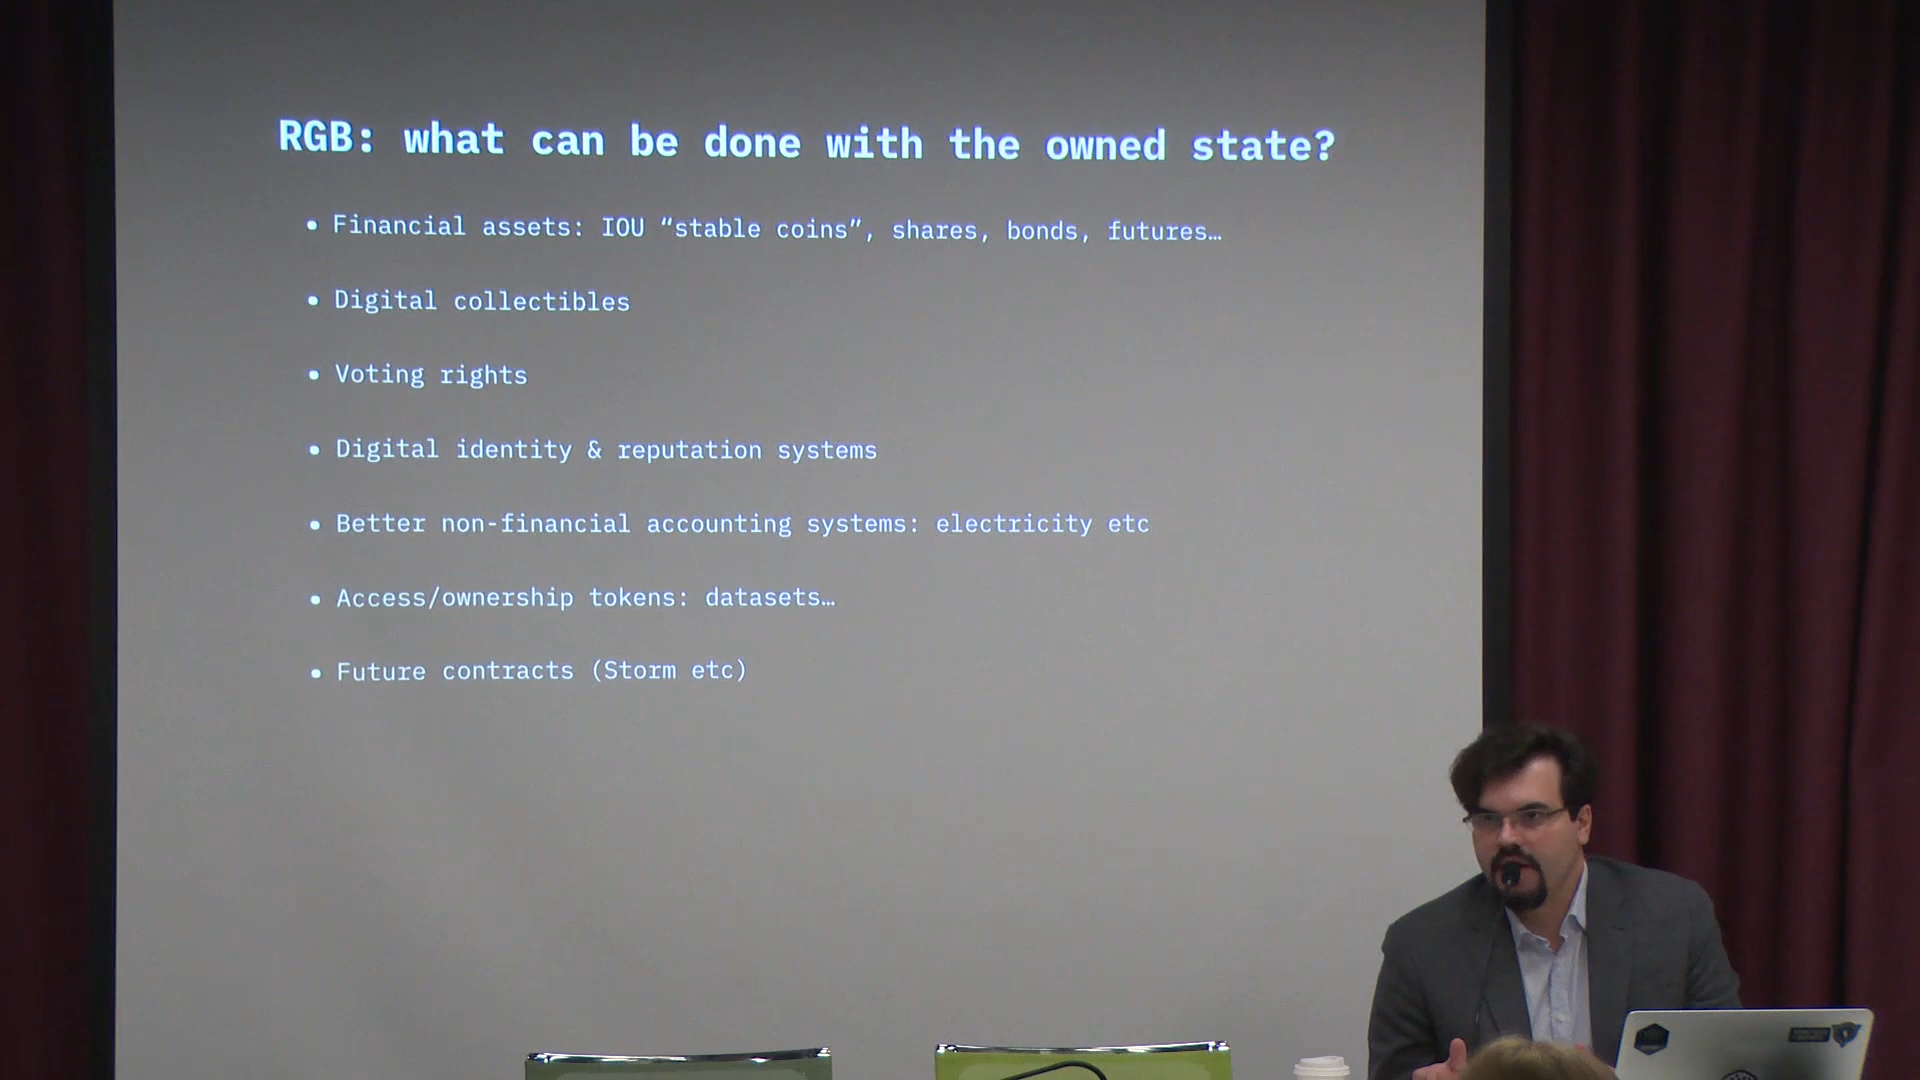 RGB: what can be done with the owned state?
• Financial assets: IOU “stable coins”, shares, bonds, futures…
• Digital collectibles
• Voting rights
• Digital identity & reputation systems
• Better non-financial accounting systems: electricity etc
• Access/ownership tokens: datasets…
• Future contracts (Storm etc)